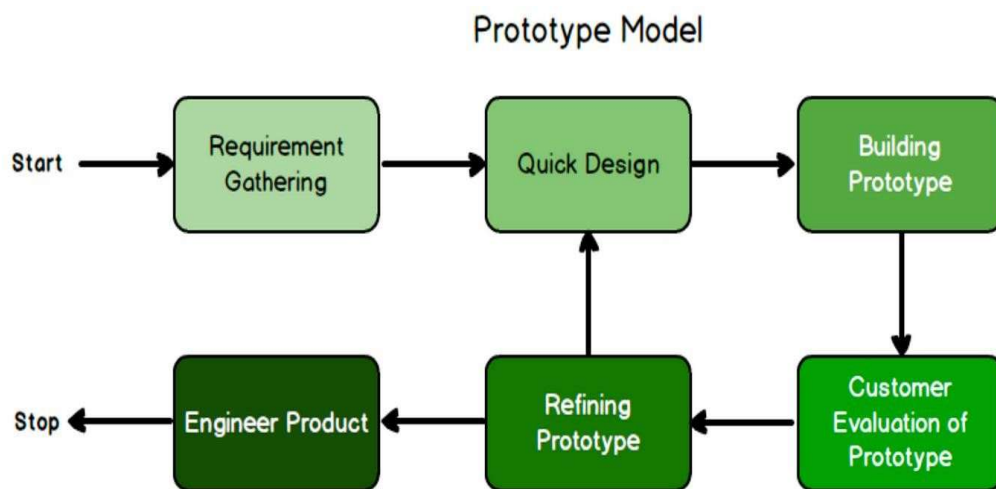 Prototype Model
Start
Requirement
Gathering
Quick Design
Building
Prototype
Stop
Engineer Product
Refining
Prototype
Customer
Evaluation of
Prototype